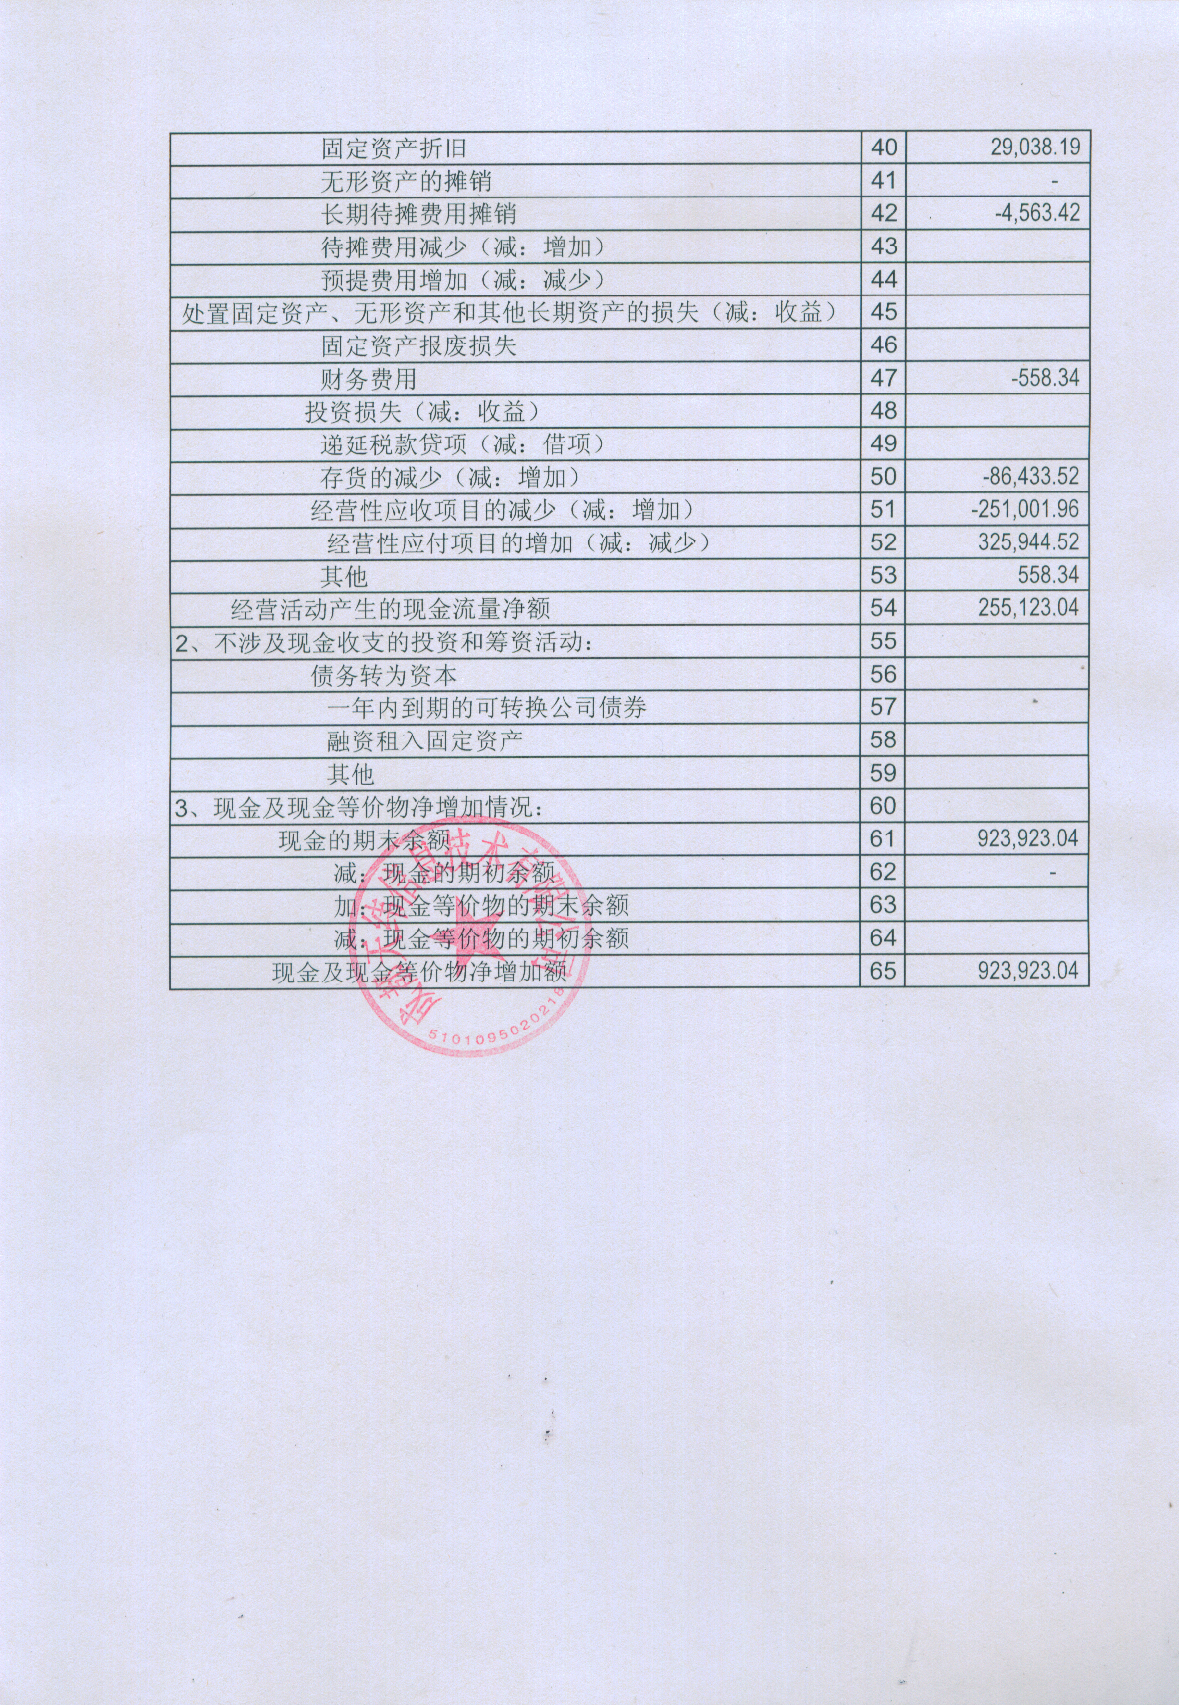 固定资产折旧 40 29,038.19
无形资产的摊销 41 -
长期待摊费用摊销 42 -4,563.42
待摊费用减少（减：增加） 43
预提费用增加（减：减少） 44
处置固定资产、无形资产和其他长期资产的损失（减：收益） 45
固定资产报废损失 46
财务费用 47 -558.34
投资损失（减：收益） 48
递延税款贷项（减：借项） 49
存货的减少（减：增加） 50 -86,433.52
经营性应收项目的减少（减：增加） 51 -251,001.96
经营性应付项目的增加（减：减少） 52 325,944.52
其他 53 558.34
经营活动产生的现金流量净额 54 255,123.04
2、不涉及现金收支的投资和筹资活动： 55
债务转为资本 56
一年内到期的可转换公司债券 57
融资租入固定资产 58
其他 59
3、现金及现金等价物净增加情况： 60
现金的期末余额 61 923,923.04
减：现金的期初余额 62 -
加：现金等价物的期末余额 63
减：现金等价物的期初余额 64
现金及现金等价物净增加额 65 923,923.04
信息技术有限公司